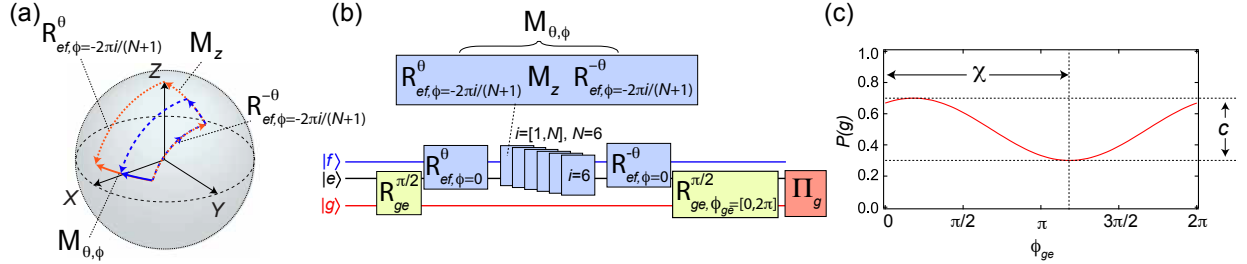 (a)
R^θ_ef,ϕ=-2πi/(N+1)
M_z
Z
R^-θ_ef,ϕ=-2πi/(N+1)
X
Y
M_θ,ϕ
(b)
M_θ,ϕ
R^θ_ef,ϕ=-2πi/(N+1) M_z R^-θ_ef,ϕ=-2πi/(N+1)
i=[1,N], N=6
|f⟩
|e⟩
|g⟩
R^π/2_ge
R^θ_ef,ϕ=0
i=6
R^-θ_ef,ϕ=0
R^π/2_ge,ϕ_ge=[0,2π]
Π_g
(c)
1.0
0.8
0.6
0.4
0.2
0.0
P(g)
χ
c
0 π/2 π 3π/2 2π
ϕ_ge